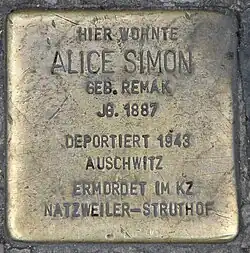 HIER WOHNTE
ALICE SIMON
GEB. REMAK
JG. 1887
DEPORTIERT 1943
AUSCHWITZ
ERMORDET IM KZ
NATZWEILER-STRUTHOF